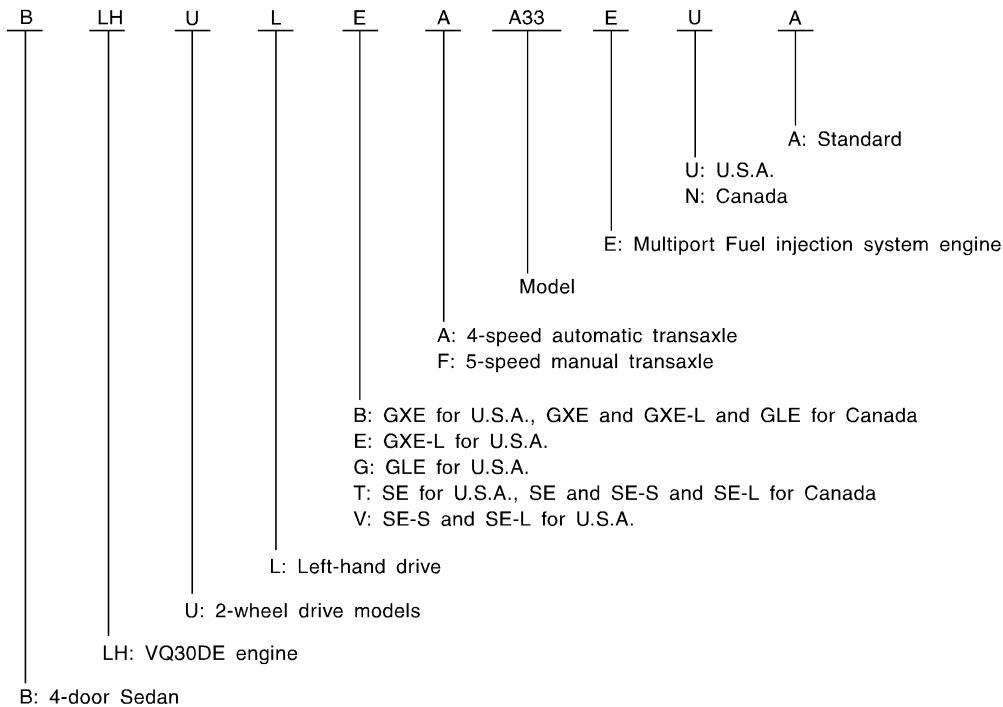 B LH U L E A A33 E U A
A: Standard
U: U.S.A.
N: Canada
E: Multiport Fuel injection system engine
Model
A: 4-speed automatic transaxle
F: 5-speed manual transaxle
B: GXE for U.S.A., GXE and GXE-L and GLE for Canada
E: GXE-L for U.S.A.
G: GLE for U.S.A.
T: SE for U.S.A., SE and SE-S and SE-L for Canada
V: SE-S and SE-L for U.S.A.
L: Left-hand drive
U: 2-wheel drive models
LH: VQ30DE engine
B: 4-door Sedan